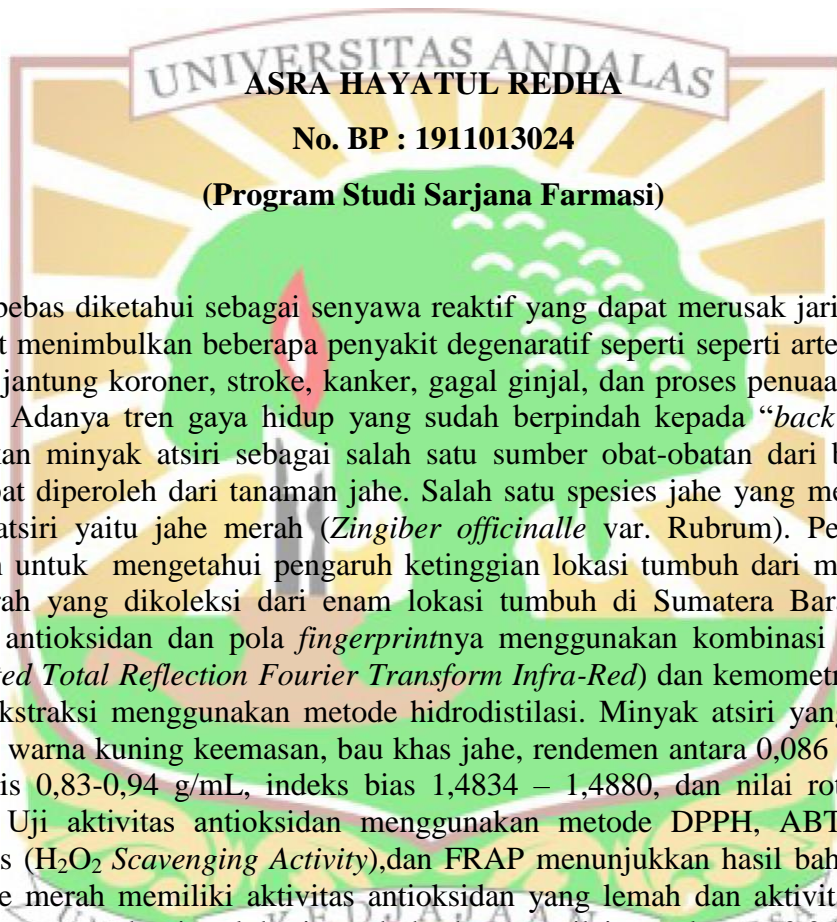 UNIVERSITAS ANDALAS
ASRA HAYATUL REDHA
No. BP : 1911013024
(Program Studi Sarjana Farmasi)
bebas diketahui sebagai senyawa reaktif yang dapat merusak jari
t menimbulkan beberapa penyakit degenaratif seperti seperti arte
jantung koroner, stroke, kanker, gagal ginjal, dan proses penuaa
Adanya tren gaya hidup yang sudah berpindah kepada “back
kan minyak atsiri sebagai salah satu sumber obat-obatan dari b
pat diperoleh dari tanaman jahe. Salah satu spesies jahe yang me
atsiri yaitu jahe merah (Zingiber officinalle var. Rubrum). Pe
n untuk mengetahui pengaruh ketinggian lokasi tumbuh dari m
rah yang dikoleksi dari enam lokasi tumbuh di Sumatera Bar
antioksidan dan pola fingerprintnya menggunakan kombinasi
ted Total Reflection Fourier Transform Infra-Red) dan kemometr
kstraksi menggunakan metode hidrodistilasi. Minyak atsiri yang
warna kuning keemasan, bau khas jahe, rendemen antara 0,086
is 0,83-0,94 g/mL, indeks bias 1,4834 – 1,4880, dan nilai rot
Uji aktivitas antioksidan menggunakan metode DPPH, ABT
s (H₂O₂ Scavenging Activity),dan FRAP menunjukkan hasil bah
e merah memiliki aktivitas antioksidan yang lemah dan aktivit